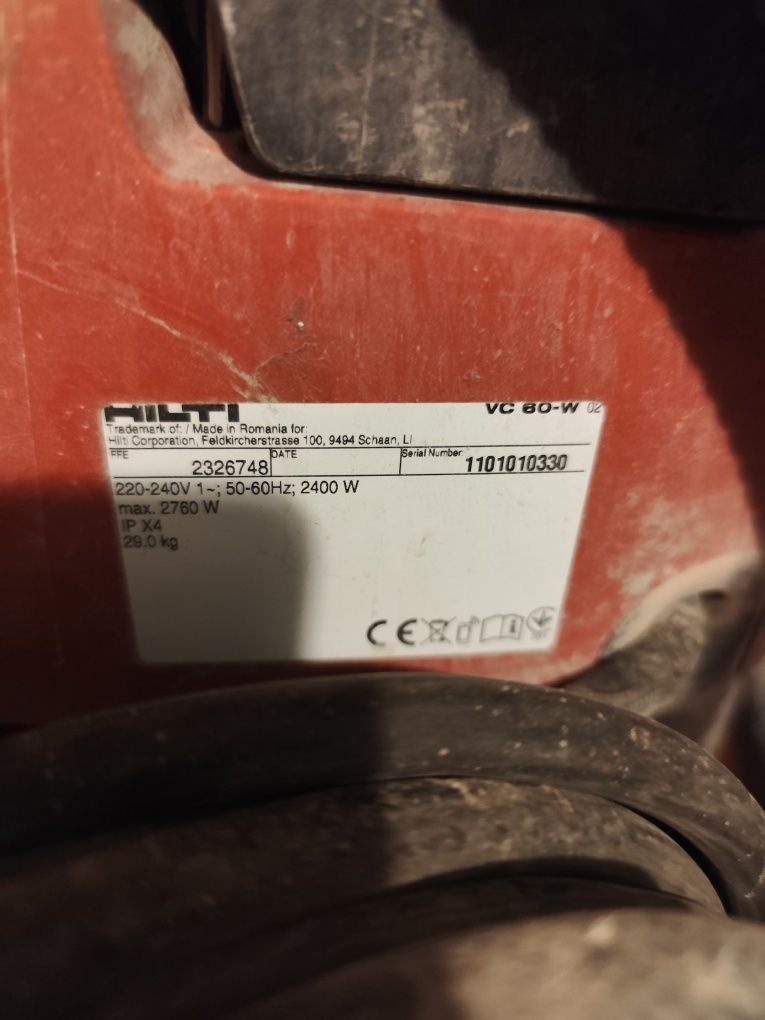 HILTI VC 60-W 02
Trademark of: / Made in Romania for:
Hilti Corporation, Feldkircherstrasse 100, 9494 Schaan, LI
2326748 DATE Serial Number: 1101010330
220-240V 1~; 50-60Hz; 2400 W
max. 2760 W
IP X4
29.0 kg
CE